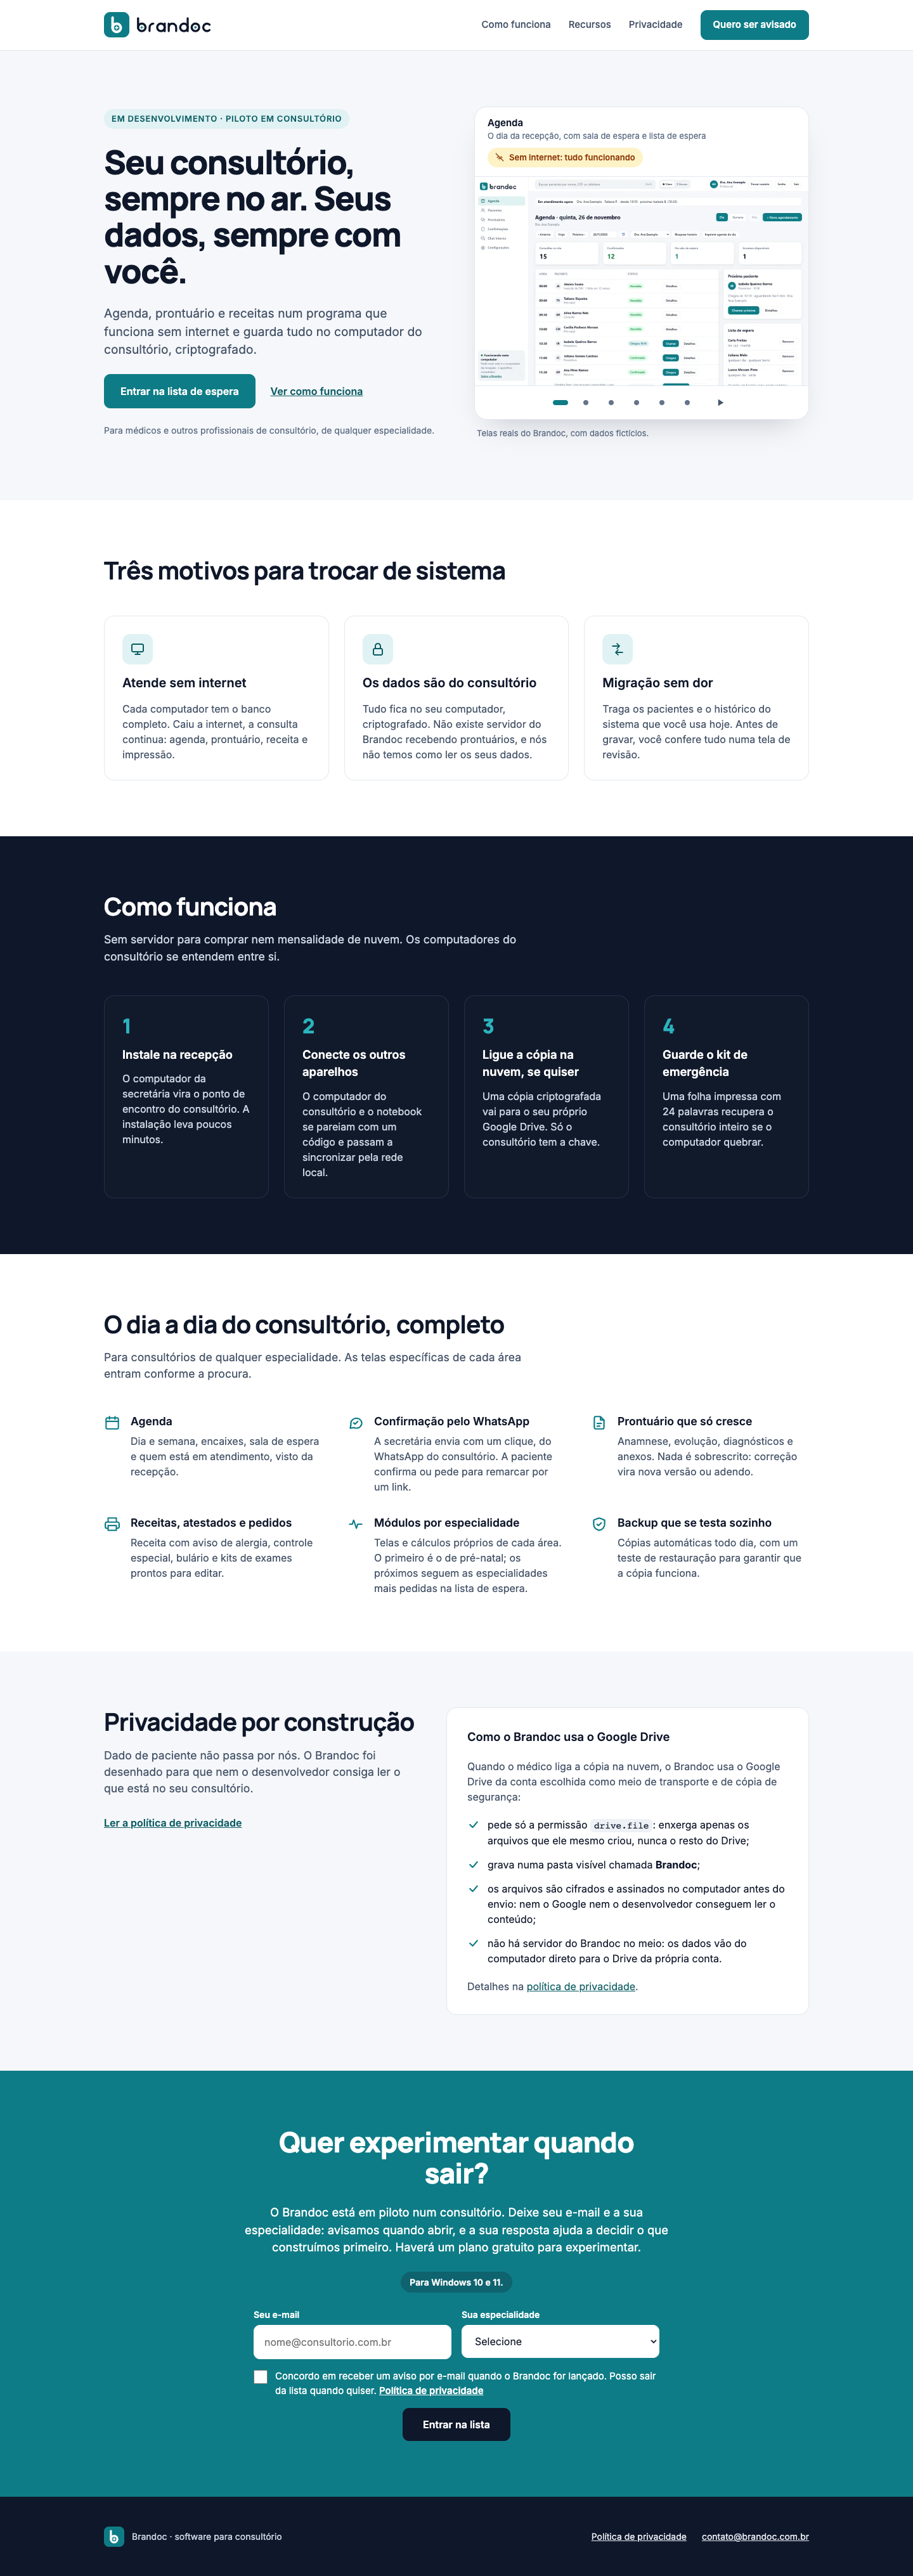 brandoc
Como funciona
Recursos
Privacidade
Quero ser avisado
EM DESENVOLVIMENTO · PILOTO EM CONSULTÓRIO
Seu consultório,
sempre no ar. Seus
dados, sempre com
você.
Agenda, prontuário e receitas num programa que
funciona sem internet e guarda tudo no computador do
consultório, criptografado.
Entrar na lista de espera
Ver como funciona
Para médicos e outros profissionais de consultório, de qualquer especialidade.
Agenda
O dia da recepção, com sala de espera e lista de espera
Sem internet: tudo funcionando
brandoc
Agenda
Agenda · quinta, 26 de novembro
15
12
1
1
Próximo paciente
Lista de espera
Telas reais do Brandoc, com dados fictícios.
Três motivos para trocar de sistema
Atende sem internet
Cada computador tem o banco
completo. Caiu a internet, a consulta
continua: agenda, prontuário, receita e
impressão.
Os dados são do consultório
Tudo fica no seu computador,
criptografado. Não existe servidor do
Brandoc recebendo prontuários, e nós
não temos como ler os seus dados.
Migração sem dor
Traga os pacientes e o histórico do
sistema que você usa hoje. Antes de
gravar, você confere tudo numa tela de
revisão.
Como funciona
Sem servidor para comprar nem mensalidade de nuvem. Os computadores do
consultório se entendem entre si.
1
Instale na recepção
O computador da
secretária vira o ponto de
encontro do consultório. A
instalação leva poucos
minutos.
2
Conecte os outros
aparelhos
O computador do
consultório e o notebook
se pareiam com um
código e passam a
sincronizar pela rede
local.
3
Ligue a cópia na
nuvem, se quiser
Uma cópia criptografada
vai para o seu próprio
Google Drive. Só o
consultório tem a chave.
4
Guarde o kit de
emergência
Uma folha impressa com
24 palavras recupera o
consultório inteiro se o
computador quebrar.
O dia a dia do consultório, completo
Para consultórios de qualquer especialidade. As telas específicas de cada área
entram conforme a procura.
Agenda
Dia e semana, encaixes, sala de espera
e quem está em atendimento, visto da
recepção.
Confirmação pelo WhatsApp
A secretária envia com um clique, do
WhatsApp do consultório. A paciente
confirma ou pede para remarcar por
um link.
Prontuário que só cresce
Anamnese, evolução, diagnósticos e
anexos. Nada é sobrescrito: correção
vira nova versão ou adendo.
Receitas, atestados e pedidos
Receita com aviso de alergia, controle
especial, bulário e kits de exames
prontos para editar.
Módulos por especialidade
Telas e cálculos próprios de cada área.
O primeiro é o de pré-natal; os
próximos seguem as especialidades
mais pedidas na lista de espera.
Backup que se testa sozinho
Cópias automáticas todo dia, com um
teste de restauração para garantir que
a cópia funciona.
Privacidade por construção
Dado de paciente não passa por nós. O Brandoc foi
desenhado para que nem o desenvolvedor consiga ler o
que está no seu consultório.
Ler a política de privacidade
Como o Brandoc usa o Google Drive
Quando o médico liga a cópia na nuvem, o Brandoc usa o Google
Drive da conta escolhida como meio de transporte e de cópia de
segurança:
pede só a permissão drive.file: enxerga apenas os
arquivos que ele mesmo criou, nunca o resto do Drive;
grava numa pasta visível chamada Brandoc;
os arquivos são cifrados e assinados no computador antes do
envio: nem o Google nem o desenvolvedor conseguem ler o
conteúdo;
não há servidor do Brandoc no meio: os dados vão do
computador direto para o Drive da própria conta.
Detalhes na política de privacidade.
Quer experimentar quando
sair?
O Brandoc está em piloto num consultório. Deixe seu e-mail e a sua
especialidade: avisamos quando abrir, e a sua resposta ajuda a decidir o que
construímos primeiro. Haverá um plano gratuito para experimentar.
Para Windows 10 e 11.
Seu e-mail
Sua especialidade
nome@consultorio.com.br
Selecione
Concordo em receber um aviso por e-mail quando o Brandoc for lançado. Posso sair
da lista quando quiser. Política de privacidade
Entrar na lista
Brandoc · software para consultório
Política de privacidade
contato@brandoc.com.br